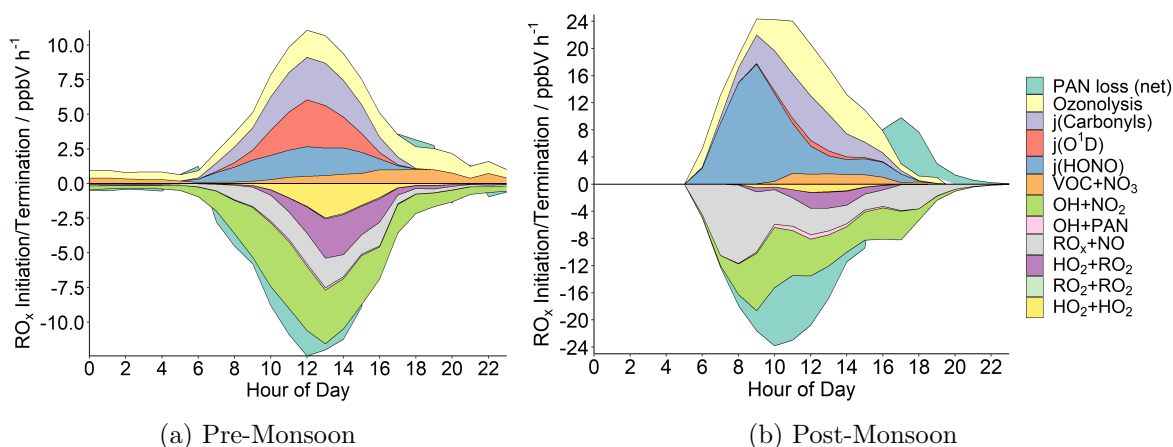 a)
b)
ROₓ Initiation/Termination / ppbV h⁻¹
10.0
7.5
5.0
2.5
0.0
-2.5
-5.0
-7.5
-10.0
0 2 4 6 8 10 12 14 16 18 20 22
Hour of Day
ROₓ Initiation/Termination / ppbV h⁻¹
24
20
16
12
8
4
0
-4
-8
-12
-16
-20
-24
0 2 4 6 8 10 12 14 16 18 20 22
Hour of Day
PAN loss (net)
Ozonolysis
j(Carbonyls)
j(O¹D)
j(HONO)
VOC+NO₃
OH+NO₂
OH+PAN
ROₓ+NO
HO₂+RO₂
RO₂+RO₂
HO₂+HO₂
(a) Pre-Monsoon
(b) Post-Monsoon